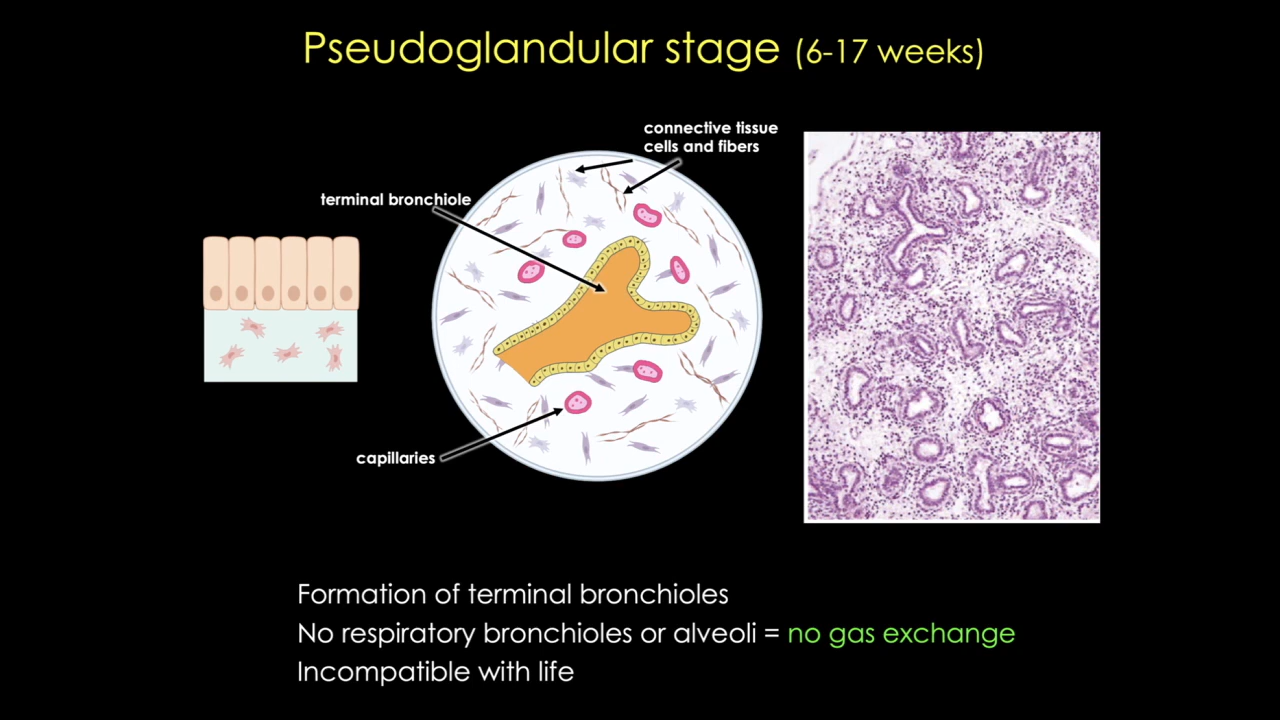 Pseudoglandular stage (6-17 weeks)
connective tissue
cells and fibers
terminal bronchiole
capillaries
Formation of terminal bronchioles
No respiratory bronchioles or alveoli = no gas exchange
Incompatible with life